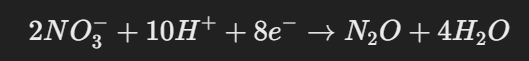 2NO₃⁻ + 10H⁺ + 8e⁻ → N₂O + 4H₂O